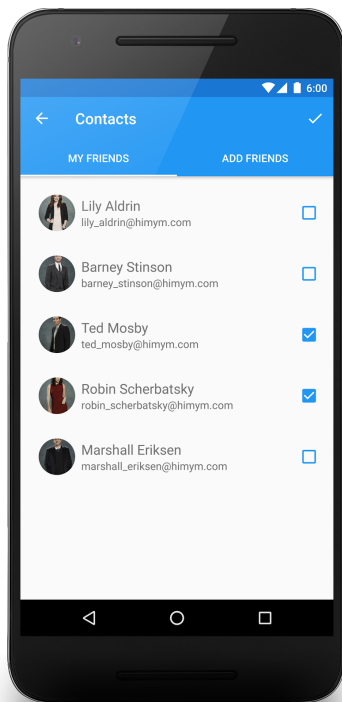 6:00
Contacts
MY FRIENDS ADD FRIENDS
Lily Aldrin
lily_aldrin@himym.com
Barney Stinson
barney_stinson@himym.com
Ted Mosby
ted_mosby@himym.com
Robin Scherbatsky
robin_scherbatsky@himym.com
Marshall Eriksen
marshall_eriksen@himym.com